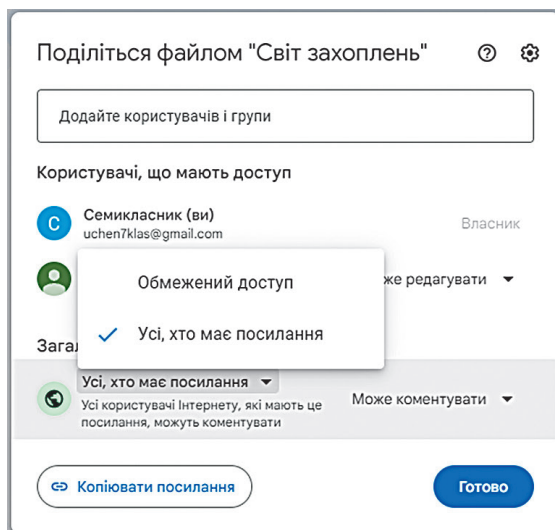 Поділіться файлом "Світ захоплень"
Додайте користувачів і групи
Користувачі, що мають доступ
С
Семикласник (ви)
uchen7klas@gmail.com
Власник
Обмежений доступ
же редагувати
Усі, хто має посилання
Загал
Усі, хто має посилання
Усі користувачі Інтернету, які мають це
посилання, можуть коментувати
Може коментувати
Копіювати посилання
Готово